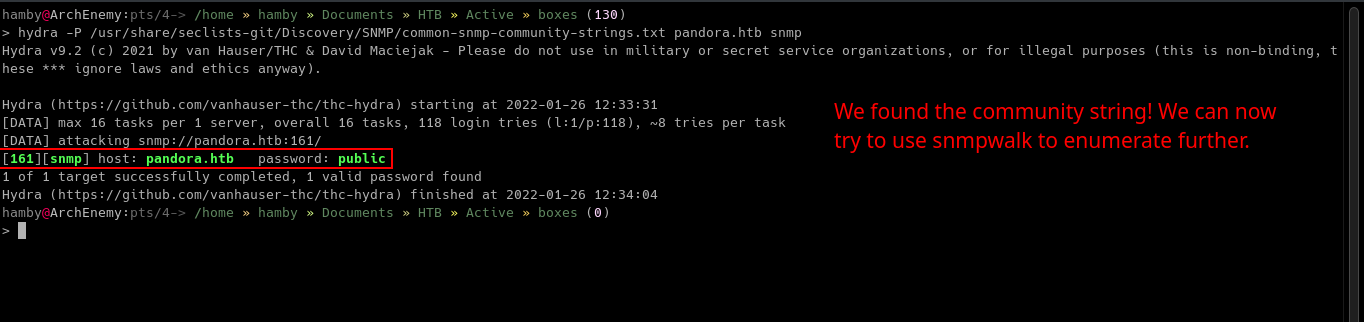 hamby@ArchEnemy:pts/4-> /home » hamby » Documents » HTB » Active » boxes (130)
> hydra -P /usr/share/seclists-git/Discovery/SNMP/common-snmp-community-strings.txt pandora.htb snmp
Hydra v9.2 (c) 2021 by van Hauser/THC & David Maciejak - Please do not use in military or secret service organizations, or for illegal purposes (this is non-binding, t
hese *** ignore laws and ethics anyway).
Hydra (https://github.com/vanhauser-thc/thc-hydra) starting at 2022-01-26 12:33:31
[DATA] max 16 tasks per 1 server, overall 16 tasks, 118 login tries (l:1/p:118), ~8 tries per task
[DATA] attacking snmp://pandora.htb:161/
[161][snmp] host: pandora.htb   password: public
1 of 1 target successfully completed, 1 valid password found
Hydra (https://github.com/vanhauser-thc/thc-hydra) finished at 2022-01-26 12:34:04
hamby@ArchEnemy:pts/4-> /home » hamby » Documents » HTB » Active » boxes (0)
>
We found the community string! We can now
try to use snmpwalk to enumerate further.